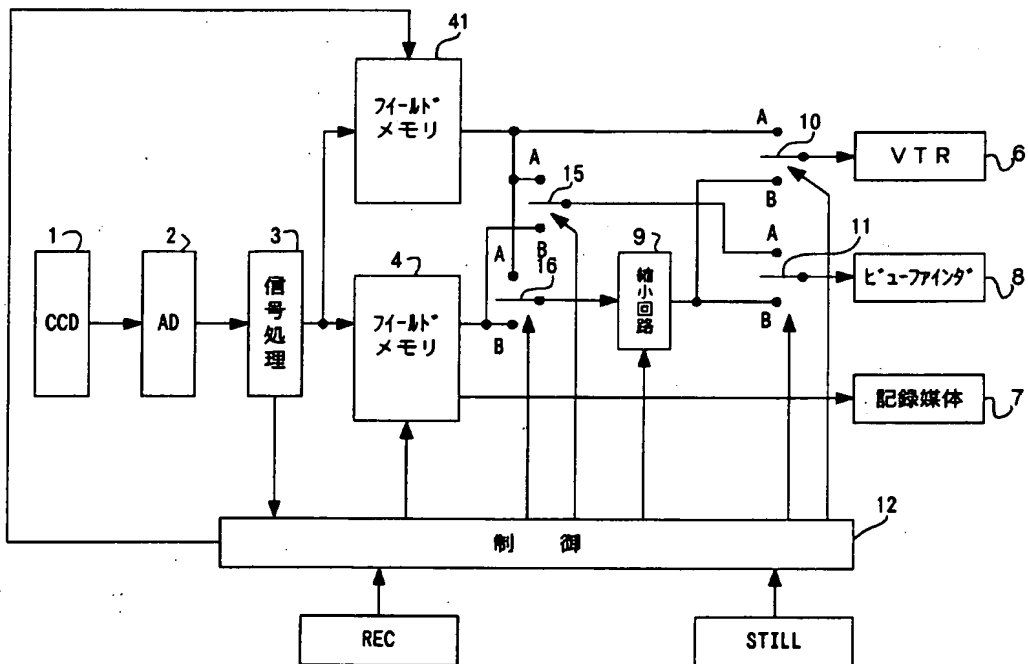 41
フィールド
メモリ
A
10
VTR
6
A
15
B
B
1
2
3
4
A
16
9
A
11
CCD
AD
信号処理
フィールド
メモリ
B
縮小回路
B
ビューファインダ
8
記録媒体
7
12
制 御
REC
STILL